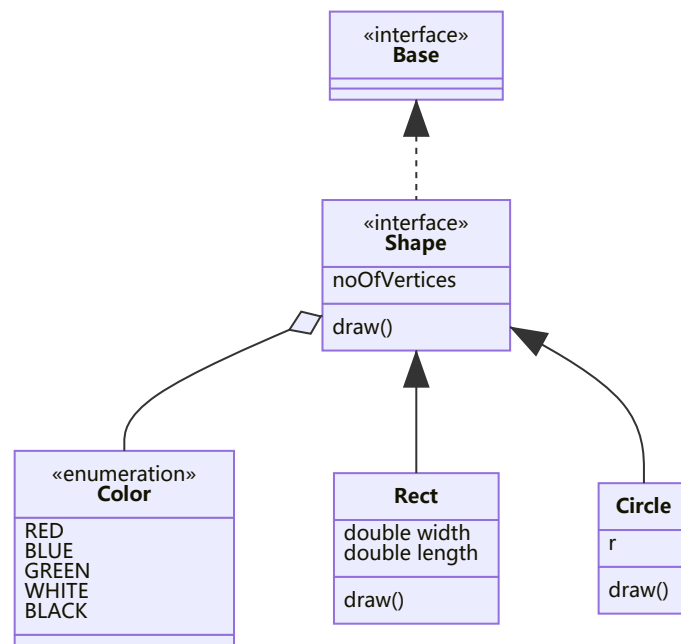 «interface»
Base
«interface»
Shape
noOfVertices
draw()
«enumeration»
Color
RED
BLUE
GREEN
WHITE
BLACK
Rect
double width
double length
draw()
Circle
r
draw()